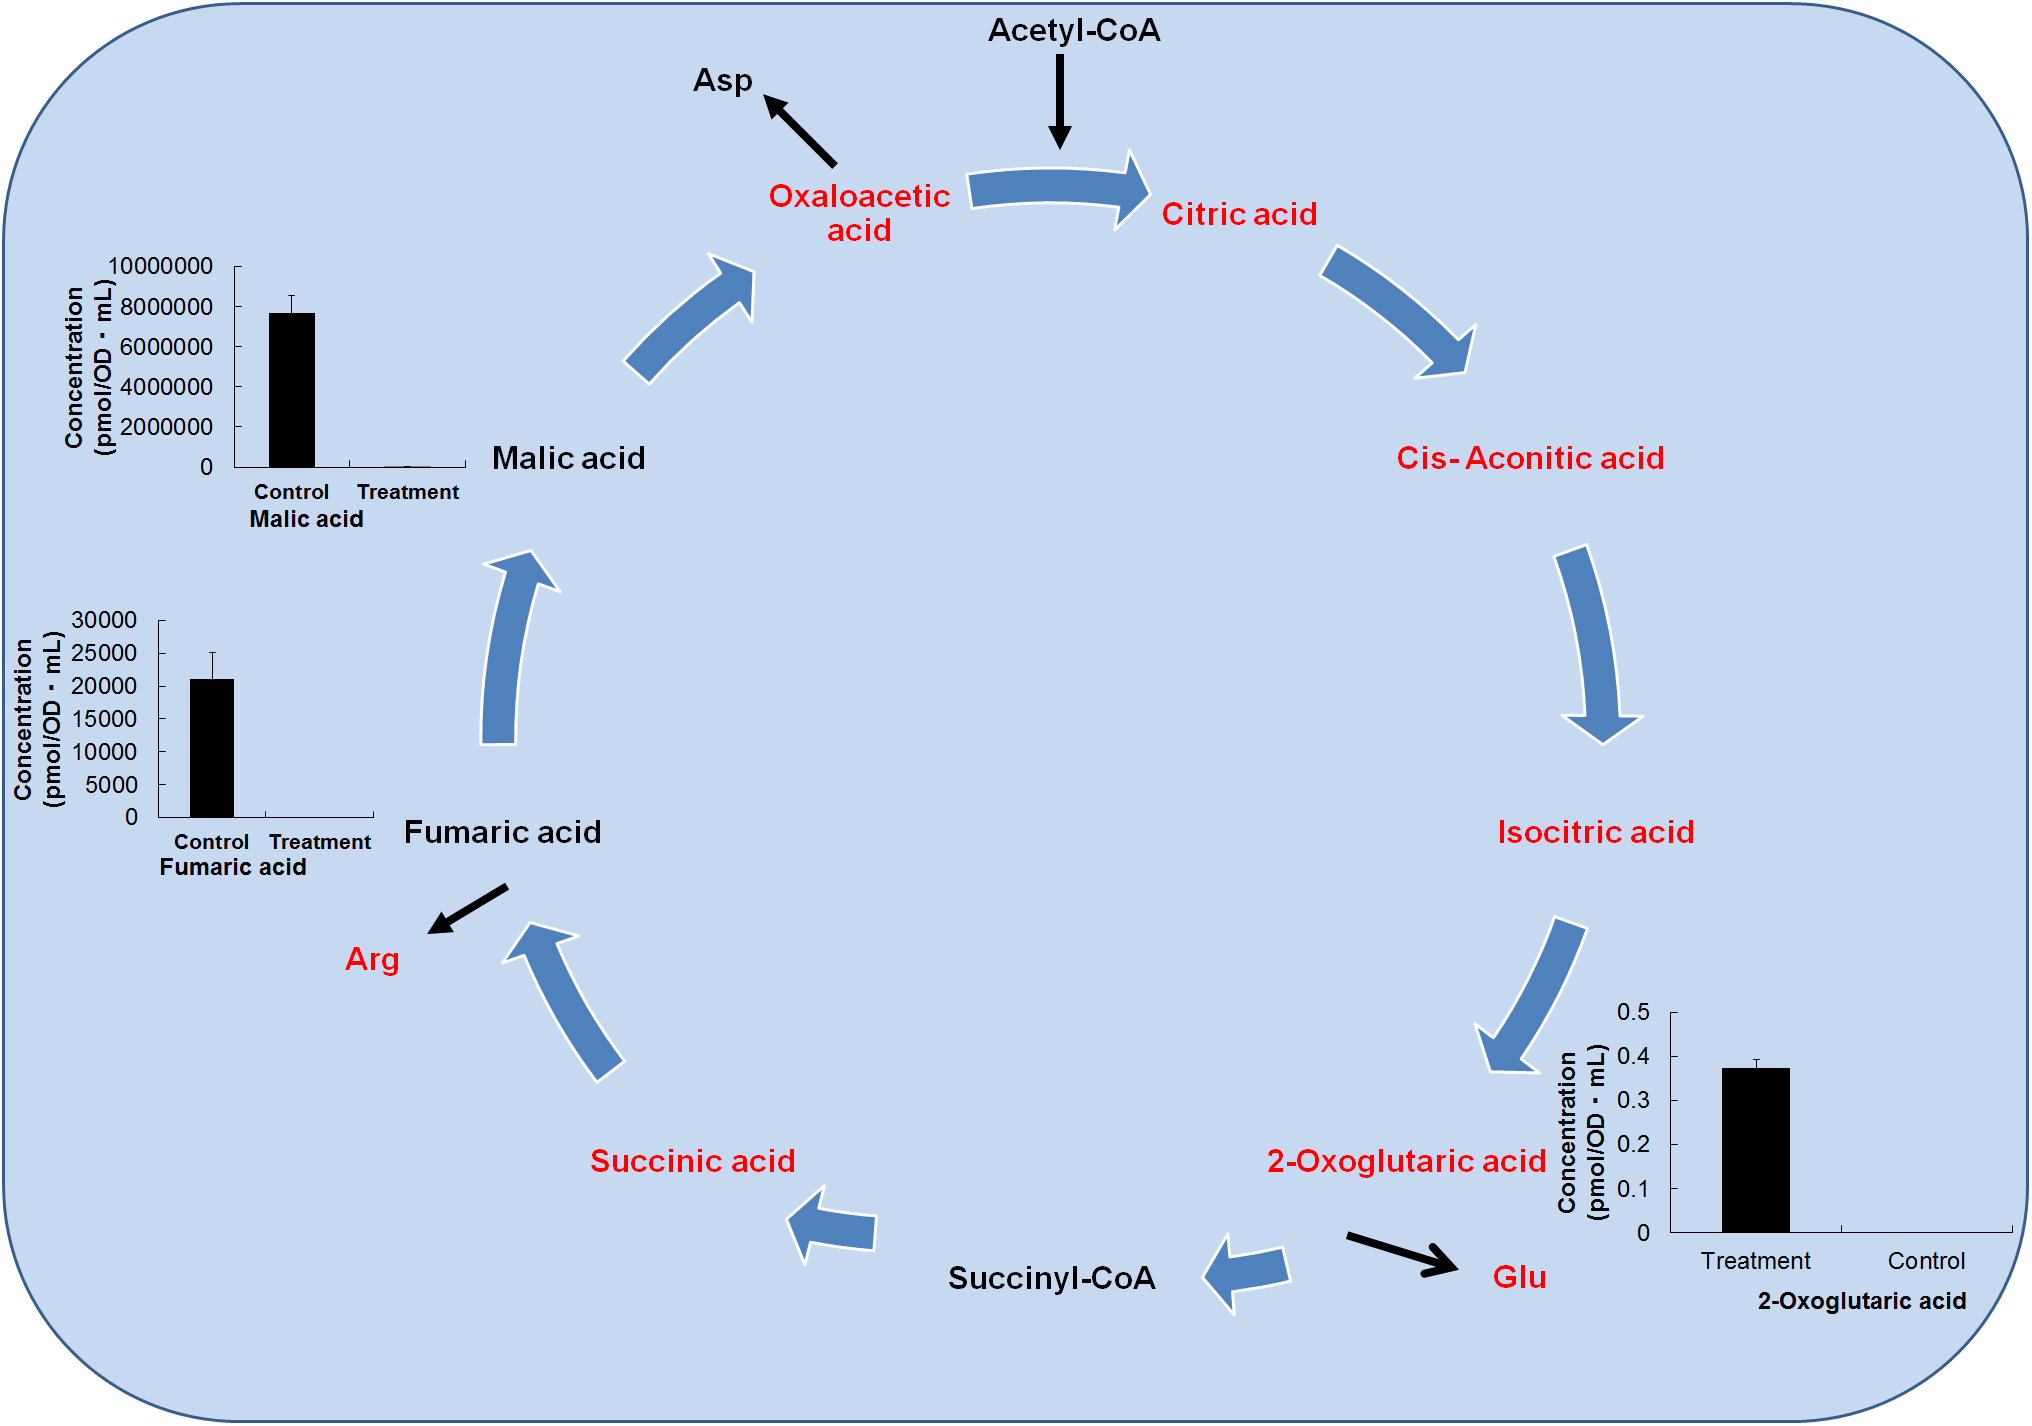 Acetyl-CoA
Asp
Oxaloacetic
acid
Citric acid
Concentration
(pmol/OD・mL)
10000000
8000000
6000000
4000000
2000000
0
Control Treatment
Malic acid
Malic acid
Cis- Aconitic acid
Concentration
(pmol/OD・mL)
30000
25000
20000
15000
10000
5000
0
Control Treatment
Fumaric acid
Fumaric acid
Isocitric acid
Arg
Succinic acid
2-Oxoglutaric acid
Concentration
(pmol/OD・mL)
0.5
0.4
0.3
0.2
0.1
0
Treatment Control
2-Oxoglutaric acid
Succinyl-CoA
Glu